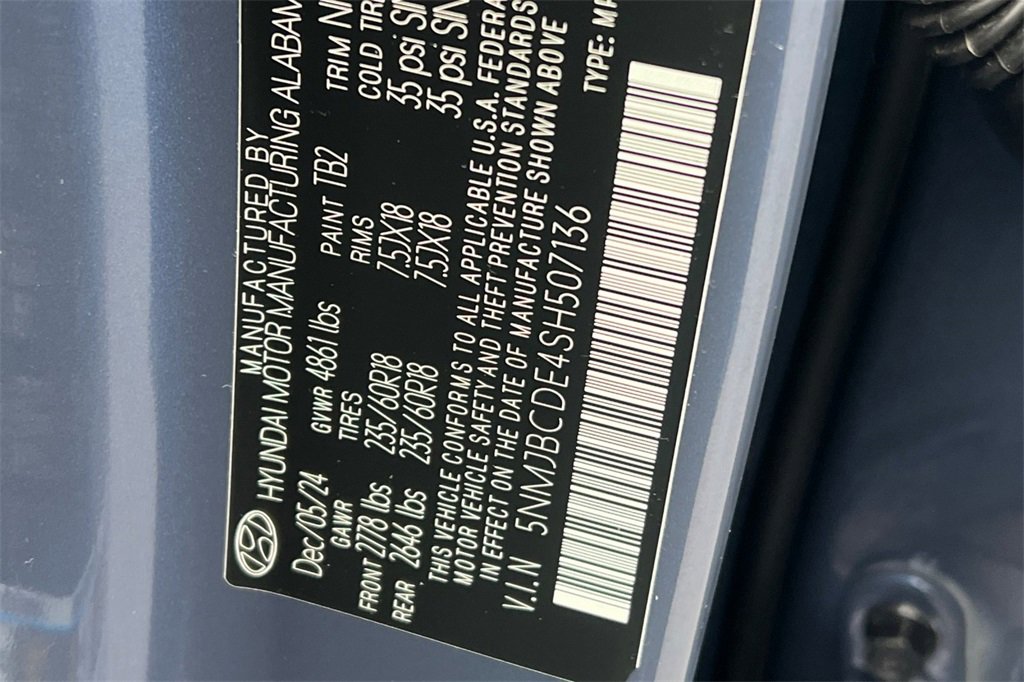 MANUFACTURED BY
HYUNDAI MOTOR MANUFACTURING ALABAM
Dec/05/24 GVWR 4861 lbs PAINT TB2 TRIM
GAWR TIRES RIMS COLD
FRONT 2778 lbs 235/60R18 7.5JX18 35 psi
REAR 2646 lbs 235/60R18 7.5JX18 35 psi
THIS VEHICLE CONFORMS TO ALL APPLICABLE U.S.A. FEDERA
MOTOR VEHICLE SAFETY AND THEFT PREVENTION STANDARDS
IN EFFECT ON THE DATE OF MANUFACTURE SHOWN ABOVE
V.I.N 5NMJBCDE4SH507136 TYPE: